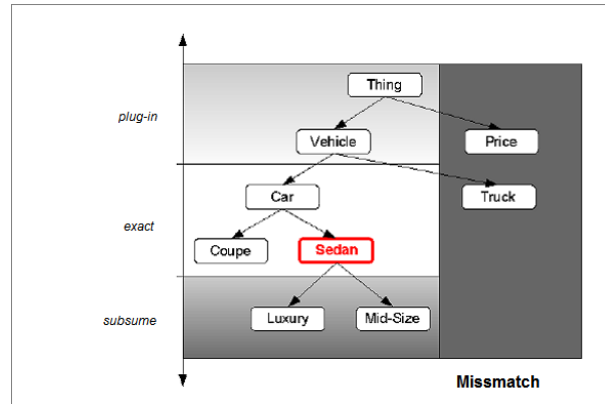 Thing
plug-in
Vehicle
Price
Car
Truck
exact
Coupe
Sedan
subsume
Luxury
Mid-Size
Missmatch